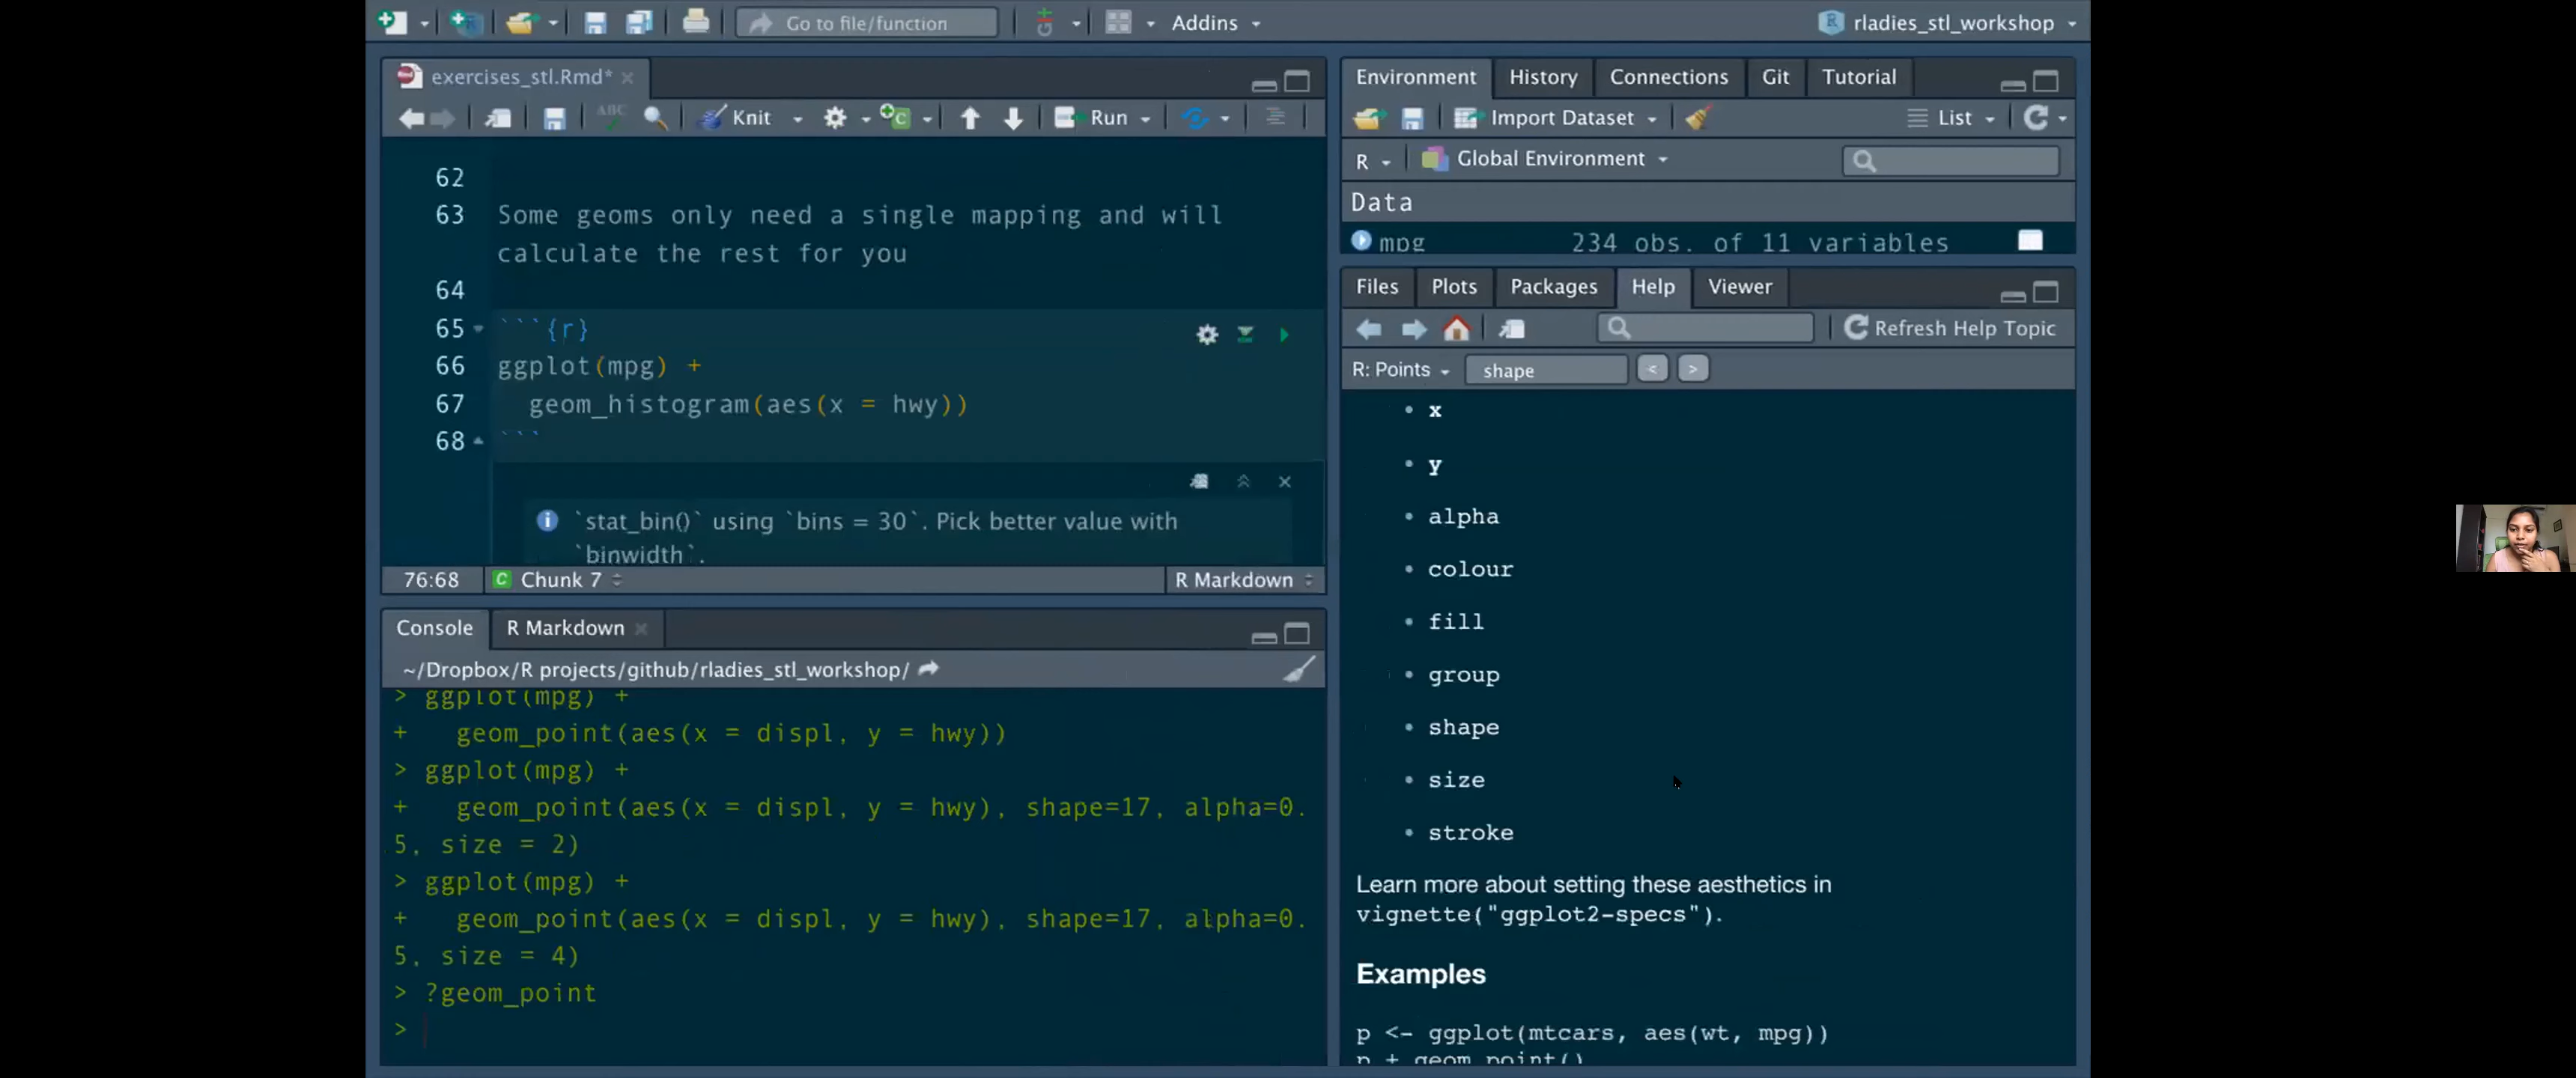 Go to file/function
Addins
rladies_stl_workshop
exercises_stl.Rmd*
ABC
Knit
Run
62
63 Some geoms only need a single mapping and will
calculate the rest for you
64
65 ```{r}
66 ggplot(mpg) +
67 geom_histogram(aes(x = hwy))
68 ```
`stat_bin()` using `bins = 30`. Pick better value with
`binwidth`.
76:68 C Chunk 7 R Markdown
Console R Markdown
~/Dropbox/R projects/github/rladies_stl_workshop/
> ggplot(mpg) +
+ geom_point(aes(x = displ, y = hwy))
> ggplot(mpg) +
+ geom_point(aes(x = displ, y = hwy), shape=17, alpha=0.
5, size = 2)
> ggplot(mpg) +
+ geom_point(aes(x = displ, y = hwy), shape=17, alpha=0.
5, size = 4)
> ?geom_point
>
Environment History Connections Git Tutorial
Import Dataset List
R Global Environment
Data
mpg 234 obs. of 11 variables
Files Plots Packages Help Viewer
Refresh Help Topic
R: Points shape < >
• x
• y
• alpha
• colour
• fill
• group
• shape
• size
• stroke
Learn more about setting these aesthetics in
vignette("ggplot2-specs").
Examples
p <- ggplot(mtcars, aes(wt, mpg))
p + geom_point()